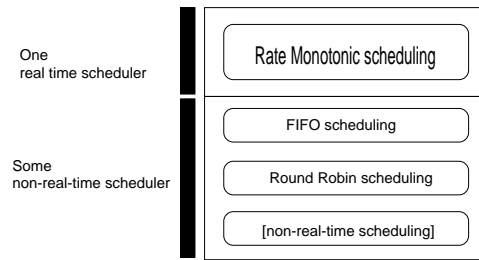 One
real time scheduler
Rate Monotonic scheduling
Some
non-real-time scheduler
FIFO scheduling
Round Robin scheduling
[non-real-time scheduling]